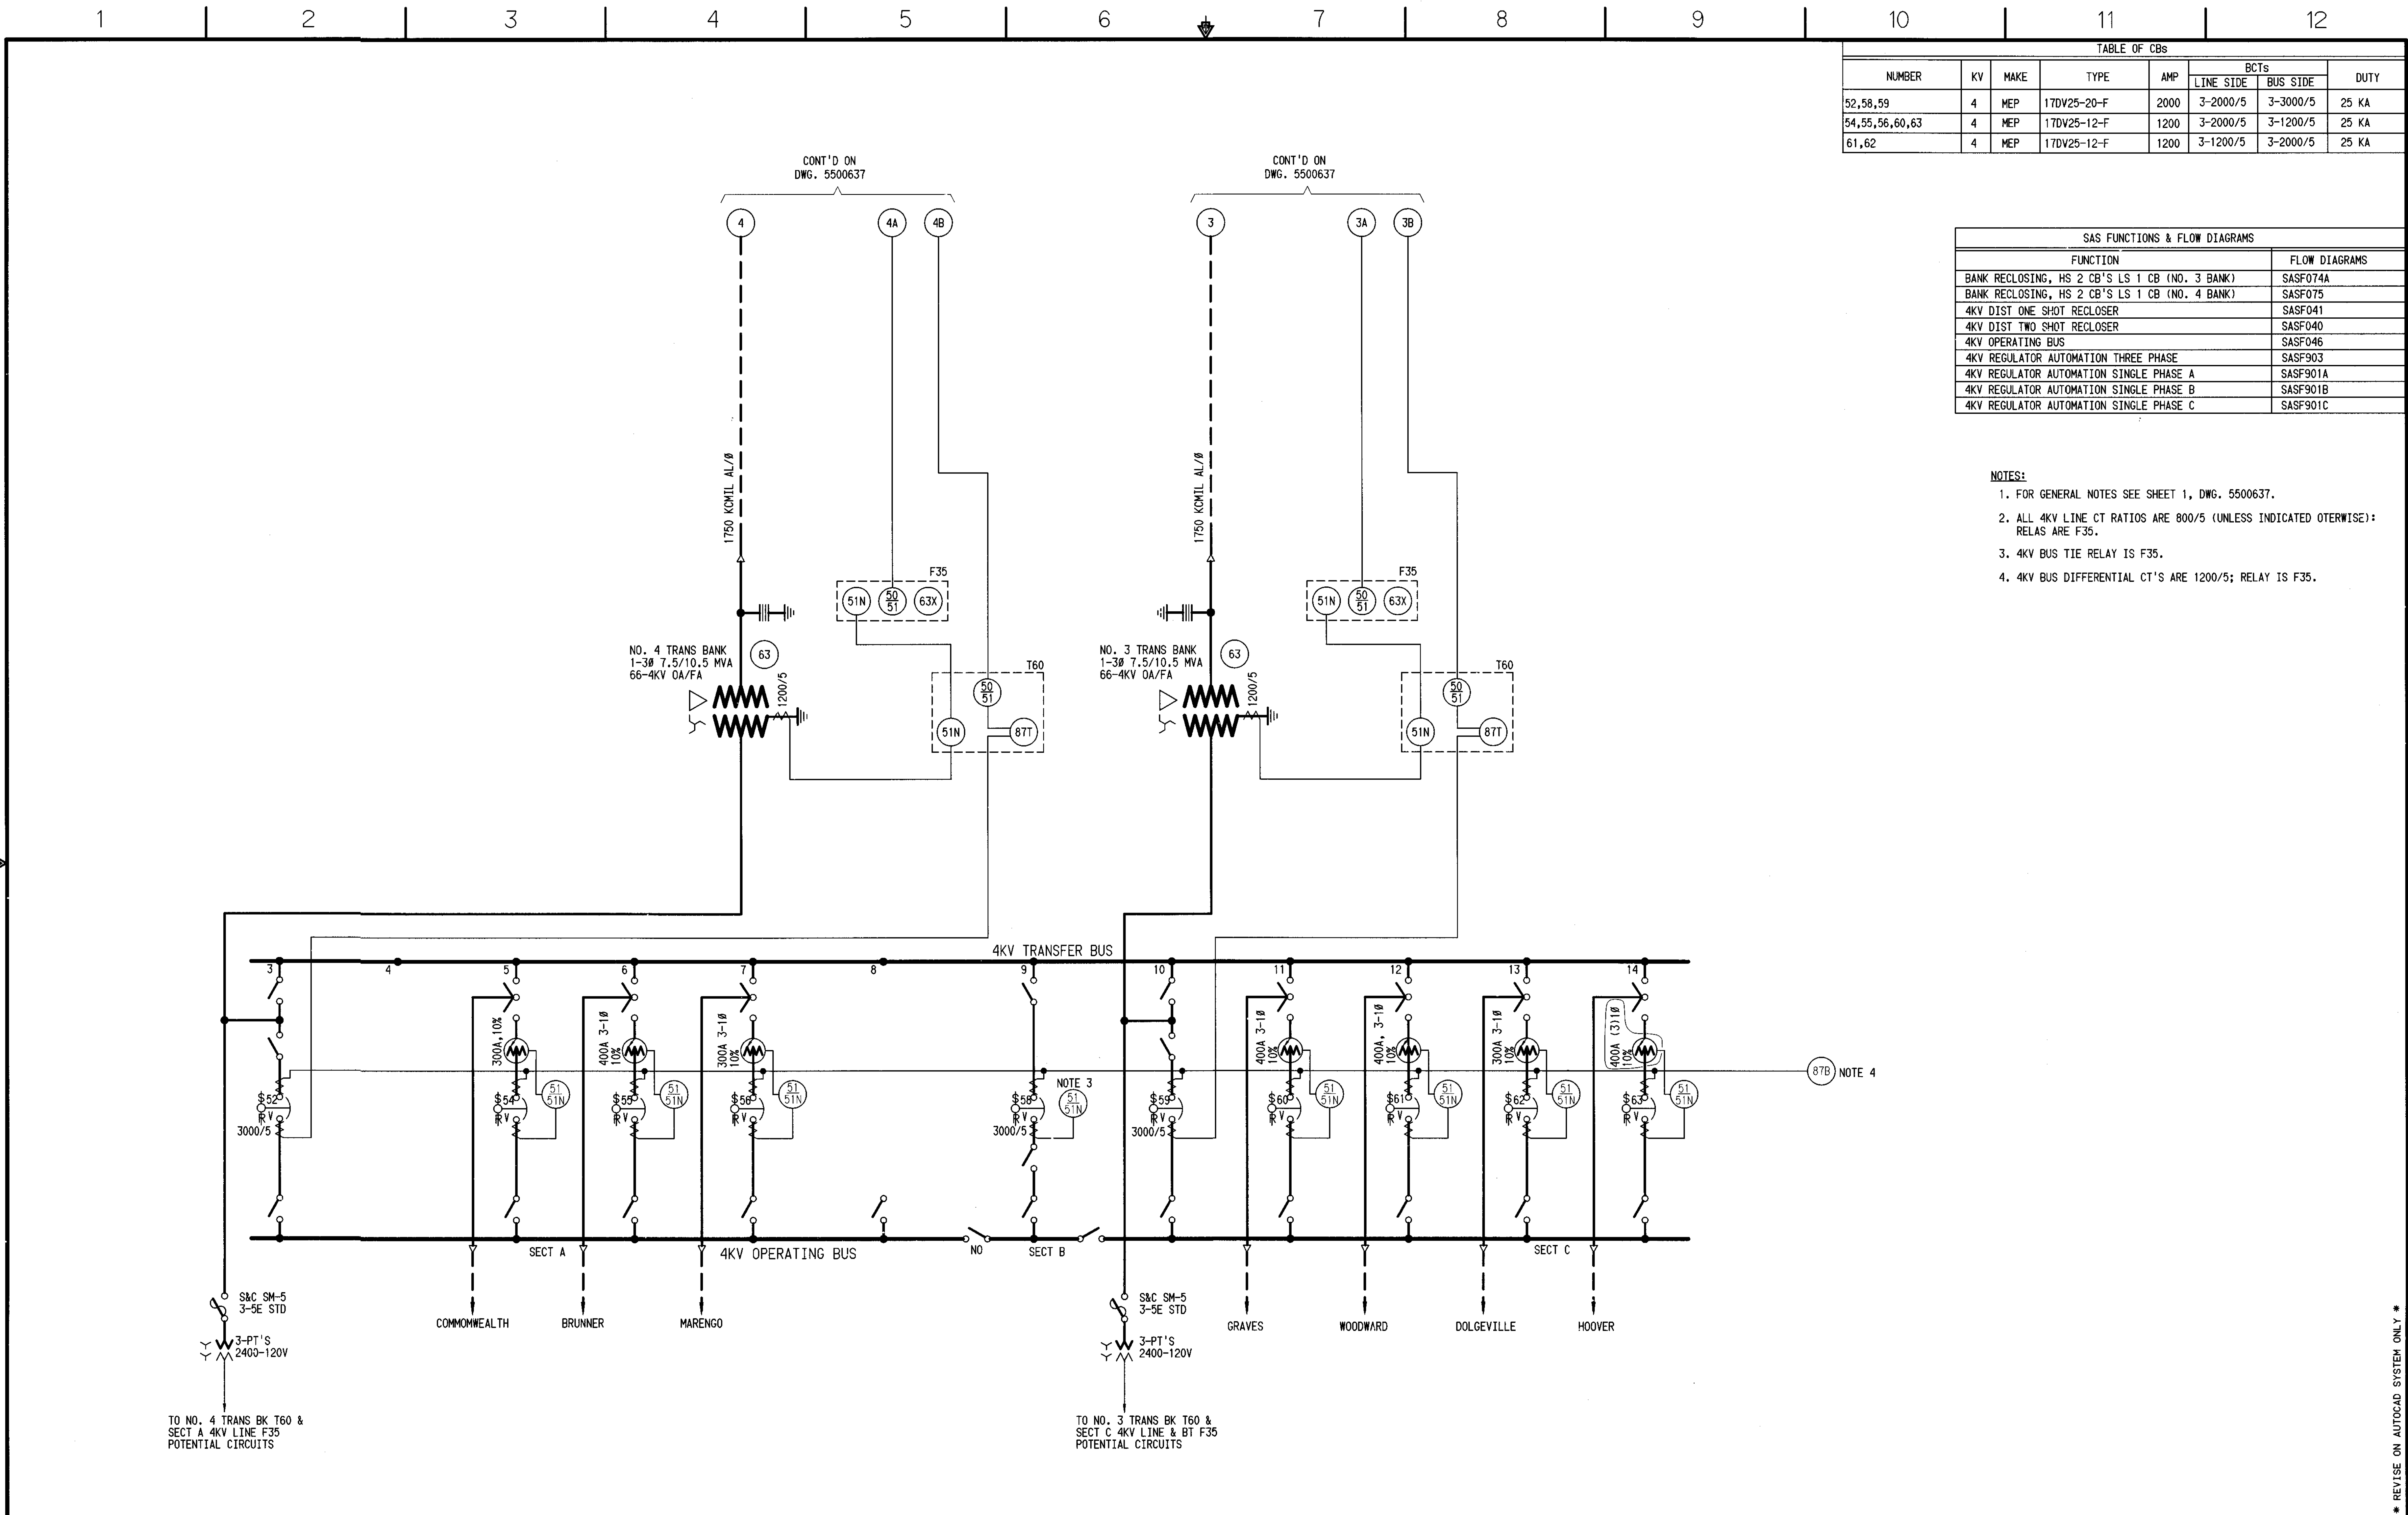 1 2 3 4 5 6 7 8 9 10 11 12
TABLE OF CBs
NUMBER KV MAKE TYPE AMP BCTs DUTY
LINE SIDE BUS SIDE
52,58,59 4 MEP 17DV25-20-F 2000 3-2000/5 3-3000/5 25 KA
54,55,56,60,63 4 MEP 17DV25-12-F 1200 3-2000/5 3-1200/5 25 KA
61,62 4 MEP 17DV25-12-F 1200 3-1200/5 3-2000/5 25 KA
SAS FUNCTIONS & FLOW DIAGRAMS
FUNCTION FLOW DIAGRAMS
BANK RECLOSING, HS 2 CB'S LS 1 CB (NO. 3 BANK) SASF074A
BANK RECLOSING, HS 2 CB'S LS 1 CB (NO. 4 BANK) SASF075
4KV DIST ONE SHOT RECLOSER SASF041
4KV DIST TWO SHOT RECLOSER SASF040
4KV OPERATING BUS SASF046
4KV REGULATOR AUTOMATION THREE PHASE SASF903
4KV REGULATOR AUTOMATION SINGLE PHASE A SASF901A
4KV REGULATOR AUTOMATION SINGLE PHASE B SASF901B
4KV REGULATOR AUTOMATION SINGLE PHASE C SASF901C
NOTES:
1. FOR GENERAL NOTES SEE SHEET 1, DWG. 5500637.
2. ALL 4KV LINE CT RATIOS ARE 800/5 (UNLESS INDICATED OTERWISE):
RELAS ARE F35.
3. 4KV BUS TIE RELAY IS F35.
4. 4KV BUS DIFFERENTIAL CT'S ARE 1200/5; RELAY IS F35.
CONT'D ON
DWG. 5500637
4 4A 4B
1750 KCMIL AL/Ø
F35
51N 50/51 63X
NO. 4 TRANS BANK
1-3Ø 7.5/10.5 MVA
66-4KV OA/FA
63
1200/5
T60
50/51
51N 87T
CONT'D ON
DWG. 5500637
3 3A 3B
1750 KCMIL AL/Ø
F35
51N 50/51 63X
NO. 3 TRANS BANK
1-3Ø 7.5/10.5 MVA
66-4KV OA/FA
63
1200/5
T60
50/51
51N 87T
4KV TRANSFER BUS
3 4 5 6 7 8 9 10 11 12 13 14
300A,10%
400A 3-1Ø
10%
300A 3-1Ø
10%
400A 3-1Ø
10%
400A, 3-1Ø
10%
300A 3-1Ø
10%
400A (3)1Ø
10%
87B NOTE 4
NOTE 3
$ 52 R V 3000/5
$ 54 R V 51/51N
$ 55 R V 51/51N
$ 56 R V 51/51N
$ 58 R V 3000/5 51/51N
$ 59 R V 3000/5
$ 60 R V 51/51N
$ 61 R V 51/51N
$ 62 R V 51/51N
$ 63 R V 51/51N
SECT A 4KV OPERATING BUS NO SECT B SECT C
S&C SM-5
3-5E STD
3-PT'S
2400-120V
TO NO. 4 TRANS BK T60 &
SECT A 4KV LINE F35
POTENTIAL CIRCUITS
COMMOMWEALTH BRUNNER MARENGO
S&C SM-5
3-5E STD
3-PT'S
2400-120V
TO NO. 3 TRANS BK T60 &
SECT C 4KV LINE & BT F35
POTENTIAL CIRCUITS
GRAVES WOODWARD DOLGEVILLE HOOVER
* REVISE ON AUTOCAD SYSTEM ONLY *